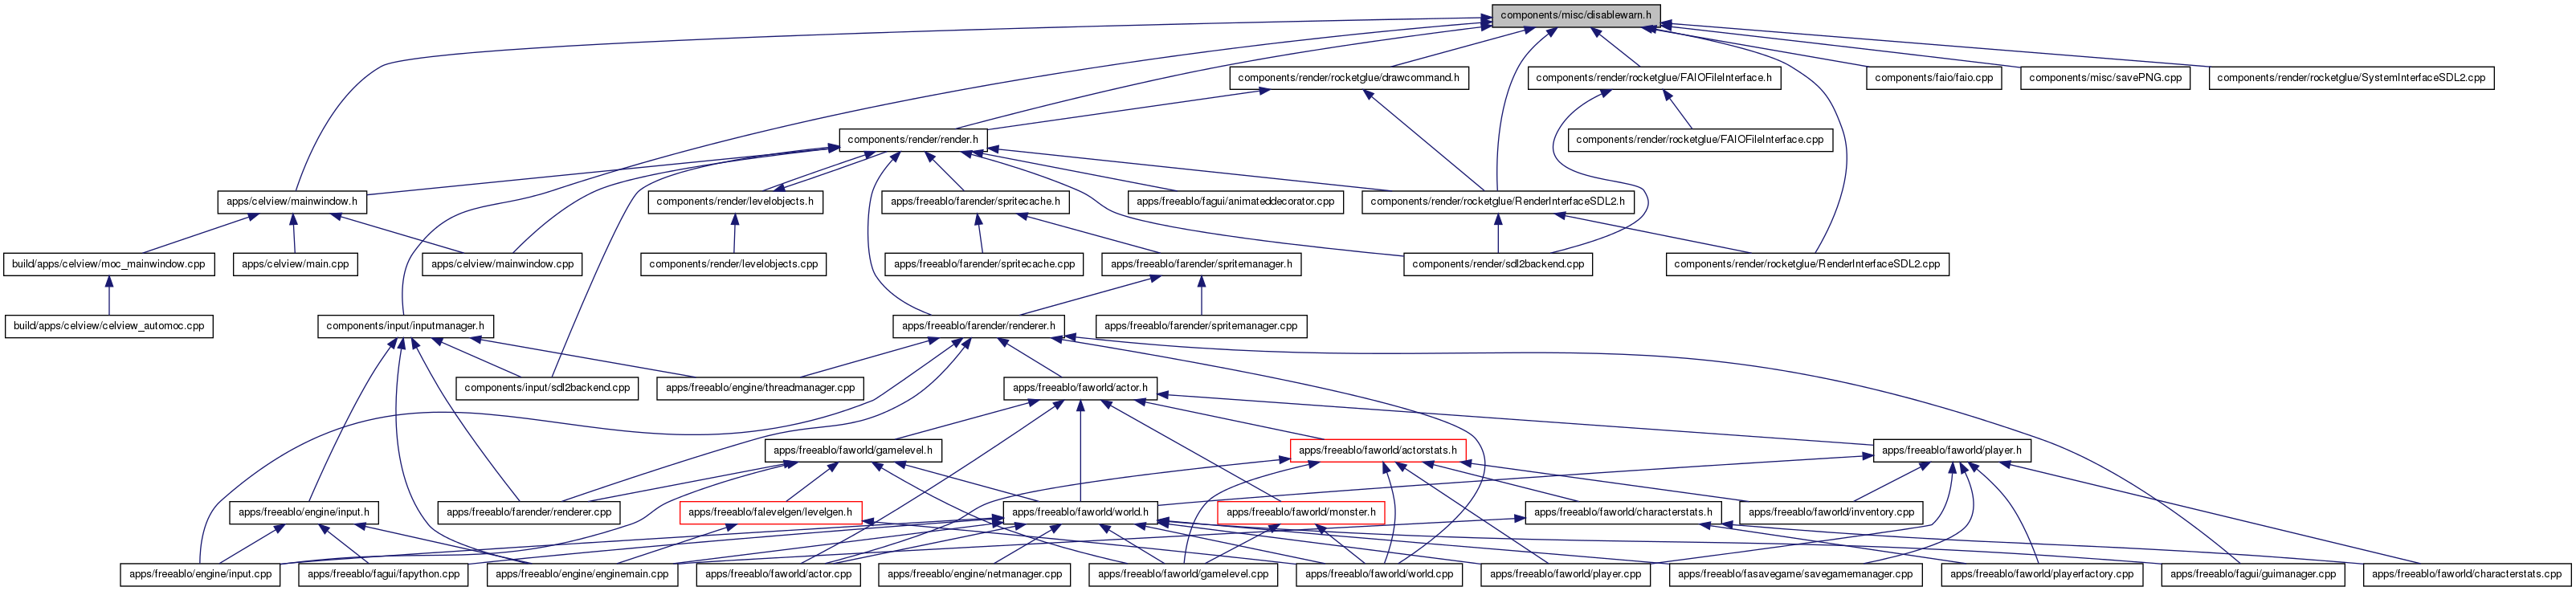 components/misc/disablewarn.h
components/render/rocketglue/drawcommand.h
components/render/rocketglue/FAIOFileInterface.h
components/faio/faio.cpp
components/misc/savePNG.cpp
components/render/rocketglue/SystemInterfaceSDL2.cpp
components/render/render.h
components/render/rocketglue/FAIOFileInterface.cpp
apps/celview/mainwindow.h
components/render/levelobjects.h
apps/freeablo/farender/spritecache.h
apps/freeablo/fagui/animateddecorator.cpp
components/render/rocketglue/RenderInterfaceSDL2.h
build/apps/celview/moc_mainwindow.cpp
apps/celview/main.cpp
apps/celview/mainwindow.cpp
components/render/levelobjects.cpp
apps/freeablo/farender/spritecache.cpp
apps/freeablo/farender/spritemanager.h
components/render/sdl2backend.cpp
components/render/rocketglue/RenderInterfaceSDL2.cpp
build/apps/celview/celview_automoc.cpp
components/input/inputmanager.h
apps/freeablo/farender/renderer.h
apps/freeablo/farender/spritemanager.cpp
components/input/sdl2backend.cpp
apps/freeablo/engine/threadmanager.cpp
apps/freeablo/faworld/actor.h
apps/freeablo/faworld/gamelevel.h
apps/freeablo/faworld/actorstats.h
apps/freeablo/faworld/player.h
apps/freeablo/engine/input.h
apps/freeablo/farender/renderer.cpp
apps/freeablo/falevelgen/levelgen.h
apps/freeablo/faworld/world.h
apps/freeablo/faworld/monster.h
apps/freeablo/faworld/characterstats.h
apps/freeablo/faworld/inventory.cpp
apps/freeablo/engine/input.cpp
apps/freeablo/fagui/fapython.cpp
apps/freeablo/engine/enginemain.cpp
apps/freeablo/faworld/actor.cpp
apps/freeablo/engine/netmanager.cpp
apps/freeablo/faworld/gamelevel.cpp
apps/freeablo/faworld/world.cpp
apps/freeablo/faworld/player.cpp
apps/freeablo/fasavegame/savegamemanager.cpp
apps/freeablo/faworld/playerfactory.cpp
apps/freeablo/fagui/guimanager.cpp
apps/freeablo/faworld/characterstats.cpp